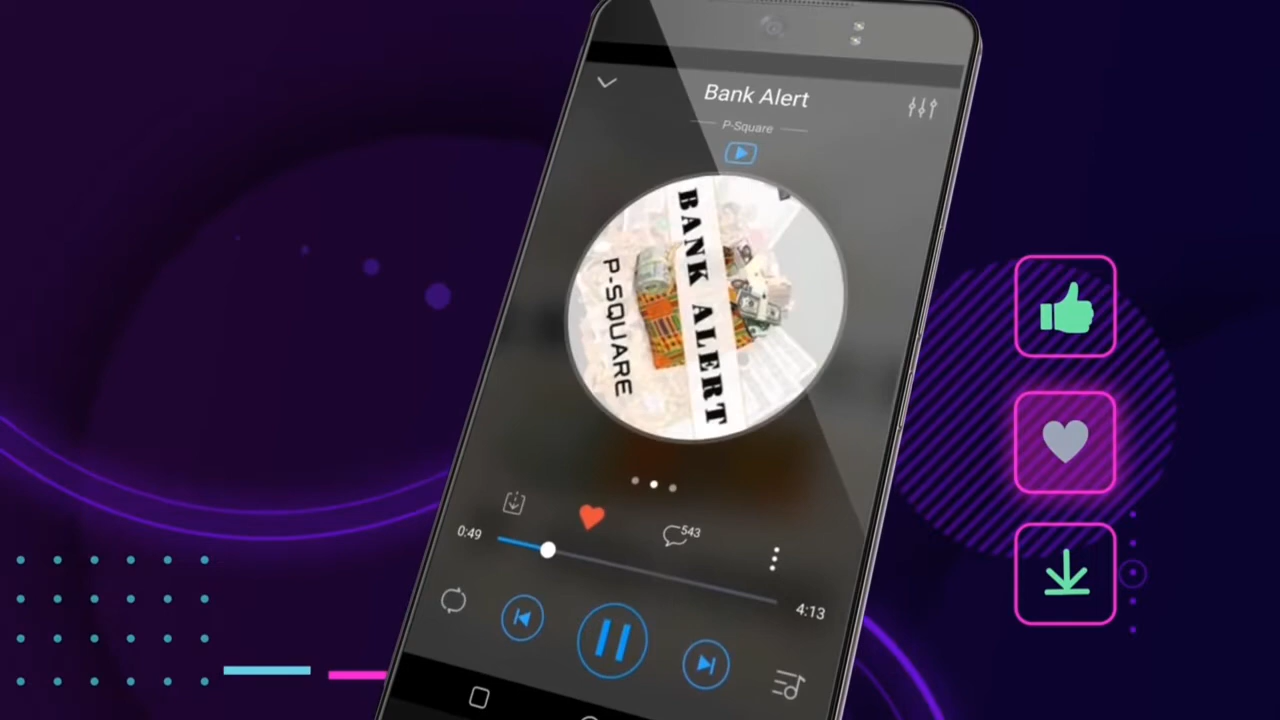 Bank Alert
P-Square
BANK ALERT
P-SQUARE
543
0:49
4:13